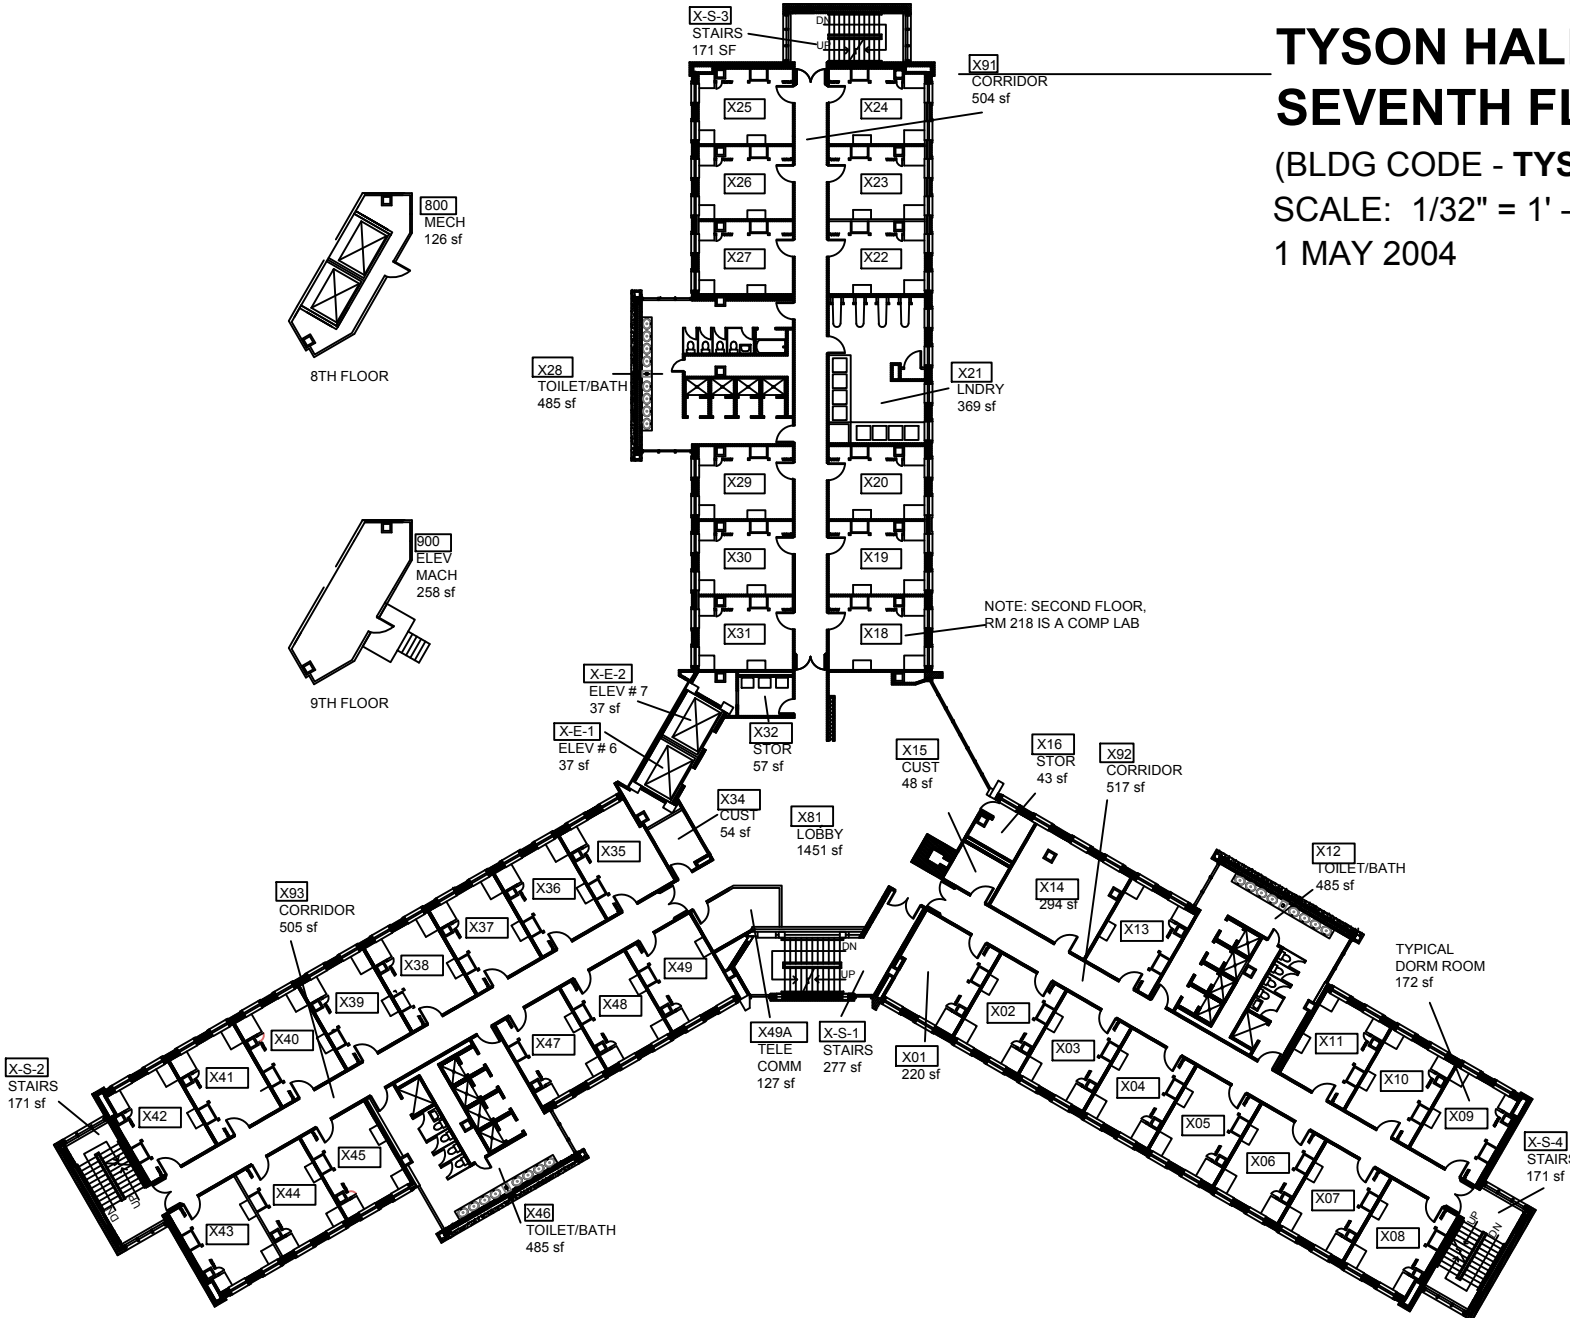 TYSON HAL
SEVENTH FL
(BLDG CODE - TYS
SCALE: 1/32" = 1' -
1 MAY 2004
X-S-3
STAIRS
171 SF
DN
UP
X91
CORRIDOR
504 sf
X25
X24
X26
X23
X27
X22
800
MECH
126 sf
8TH FLOOR
X28
TOILET/BATH
485 sf
X21
LNDRY
369 sf
X29
X20
X30
X19
X31
X18
NOTE: SECOND FLOOR,
RM 218 IS A COMP LAB
900
ELEV
MACH
258 sf
9TH FLOOR
X-E-2
ELEV # 7
37 sf
X-E-1
ELEV # 6
37 sf
X32
STOR
57 sf
X34
CUST
54 sf
X81
LOBBY
1451 sf
X15
CUST
48 sf
X16
STOR
43 sf
X92
CORRIDOR
517 sf
X12
TOILET/BATH
485 sf
X14
294 sf
X13
TYPICAL
DORM ROOM
172 sf
X93
CORRIDOR
505 sf
X35
X36
X37
X38
X39
X40
X41
X42
X49
X48
X47
X45
X44
X43
X-S-2
STAIRS
171 sf
DN
UP
X46
TOILET/BATH
485 sf
DN
UP
X49A
TELE
COMM
127 sf
X-S-1
STAIRS
277 sf
X01
220 sf
X02
X03
X04
X05
X06
X07
X08
X11
X10
X09
X-S-4
STAIRS
171 sf
UP
DN